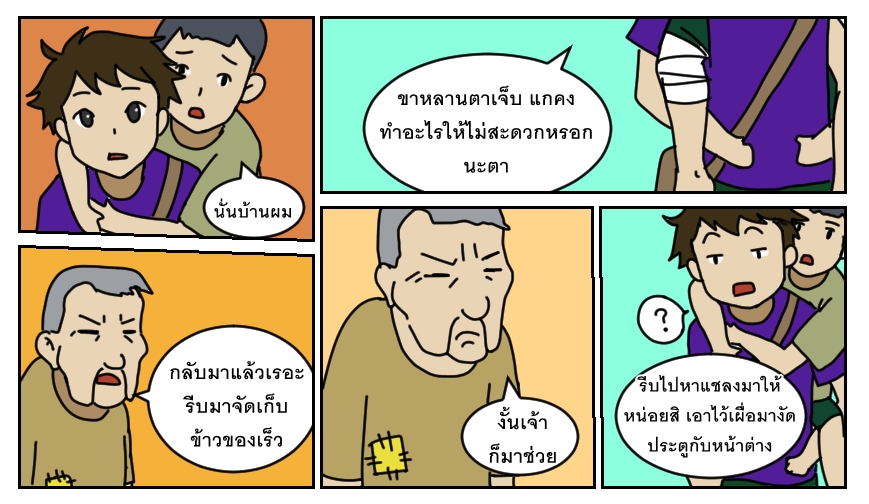 นั่นบ้านผม
ขาหลานตาเจ็บ แกคง
ทำอะไรให้ไม่สะดวกหรอก
นะตา
กลับมาแล้วเรอะ
รีบมาจัดเก็บ
ข้าวของเร็ว
งั้นเจ้า
ก็มาช่วย
?
รีบไปหาแชลงมาให้
หน่อยสิ เอาไว้เผื่อมางัด
ประตูกับหน้าต่าง